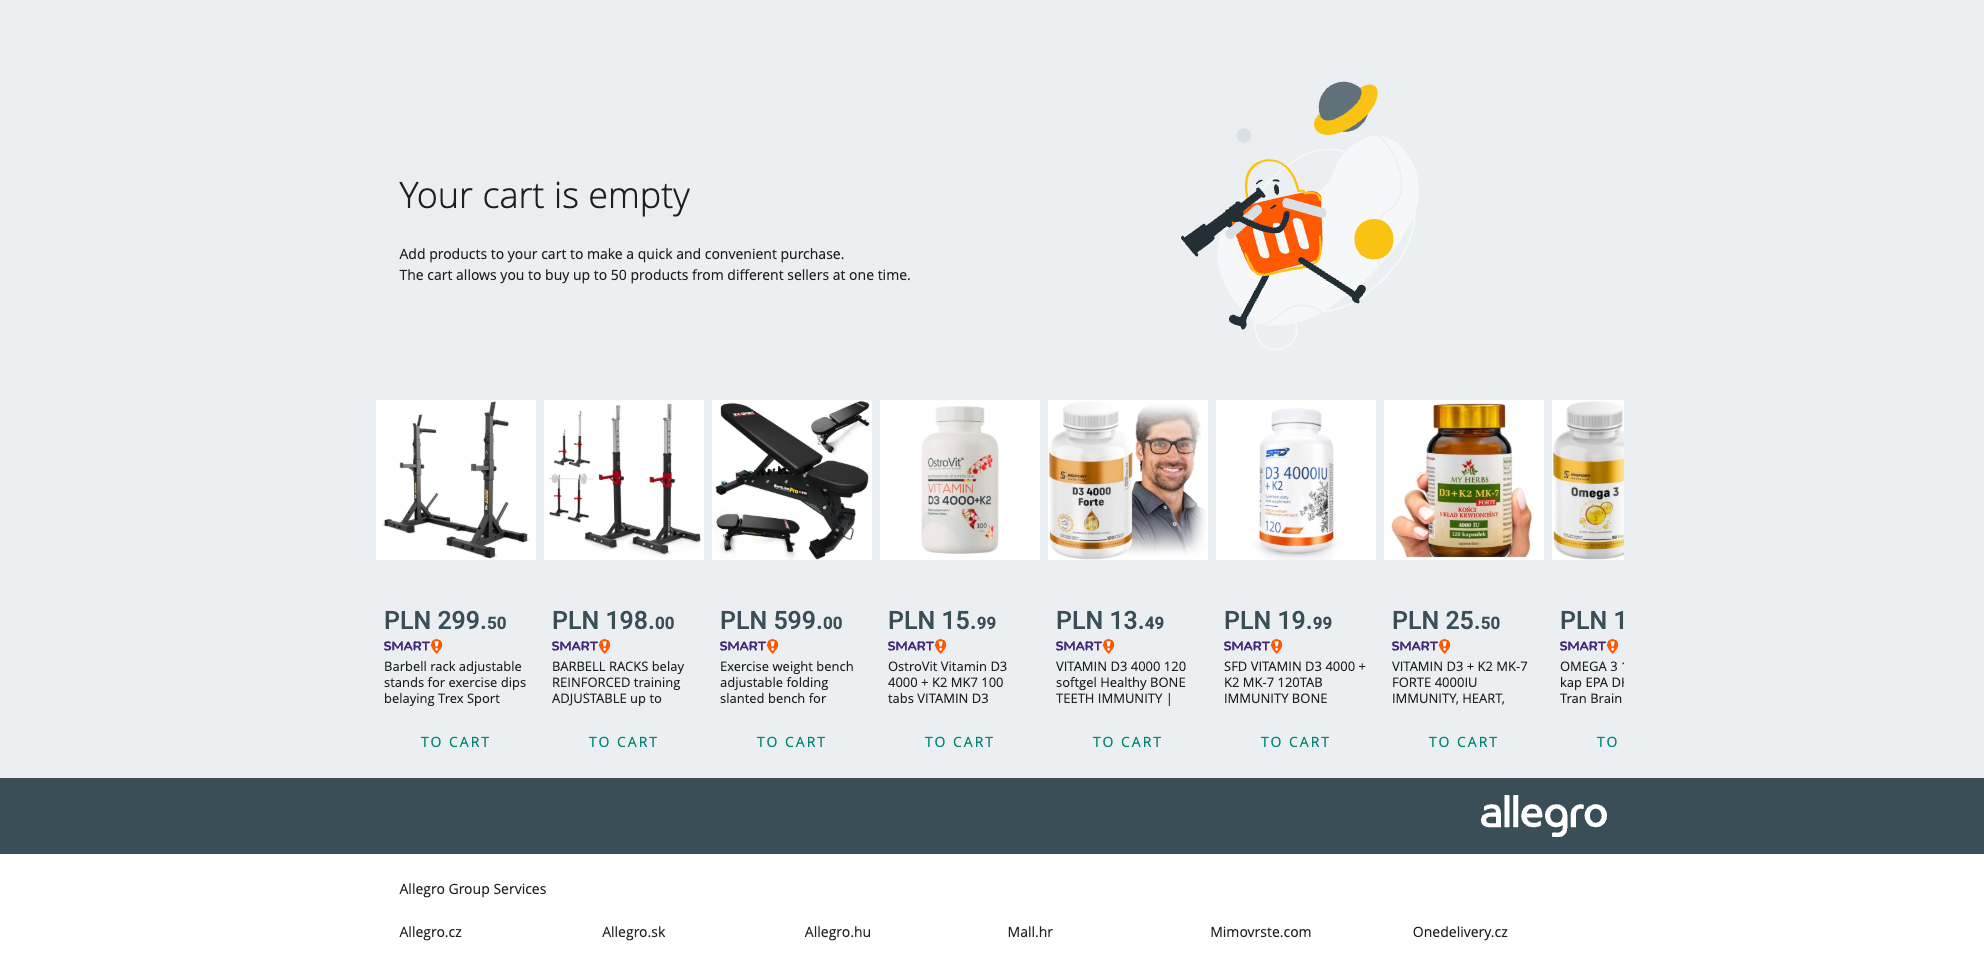 Your cart is empty
Add products to your cart to make a quick and convenient purchase.
The cart allows you to buy up to 50 products from different sellers at one time.
OstroVit
VITAMIN
D3 4000+K2
100
D3 4000
Forte
SFD
D3 4000IU
+ K2
120
MY HERBS
D3+K2 MK-7
FORTE
KOŚCI
UKŁAD KRWIONOŚNY
4000 IU
120 kapsułek
Omega 3
PLN 299.50
SMART!
Barbell rack adjustable
stands for exercise dips
belaying Trex Sport
TO CART
PLN 198.00
SMART!
BARBELL RACKS belay
REINFORCED training
ADJUSTABLE up to
TO CART
PLN 599.00
SMART!
Exercise weight bench
adjustable folding
slanted bench for
TO CART
PLN 15.99
SMART!
OstroVit Vitamin D3
4000 + K2 MK7 100
tabs VITAMIN D3
TO CART
PLN 13.49
SMART!
VITAMIN D3 4000 120
softgel Healthy BONE
TEETH IMMUNITY |
TO CART
PLN 19.99
SMART!
SFD VITAMIN D3 4000 +
K2 MK-7 120TAB
IMMUNITY BONE
TO CART
PLN 25.50
SMART!
VITAMIN D3 + K2 MK-7
FORTE 4000IU
IMMUNITY, HEART,
TO CART
PLN 1
SMART!
OMEGA 3
kap EPA
Tran Brain
TO
allegro
Allegro Group Services
Allegro.cz
Allegro.sk
Allegro.hu
Mall.hr
Mimovrste.com
Onedelivery.cz